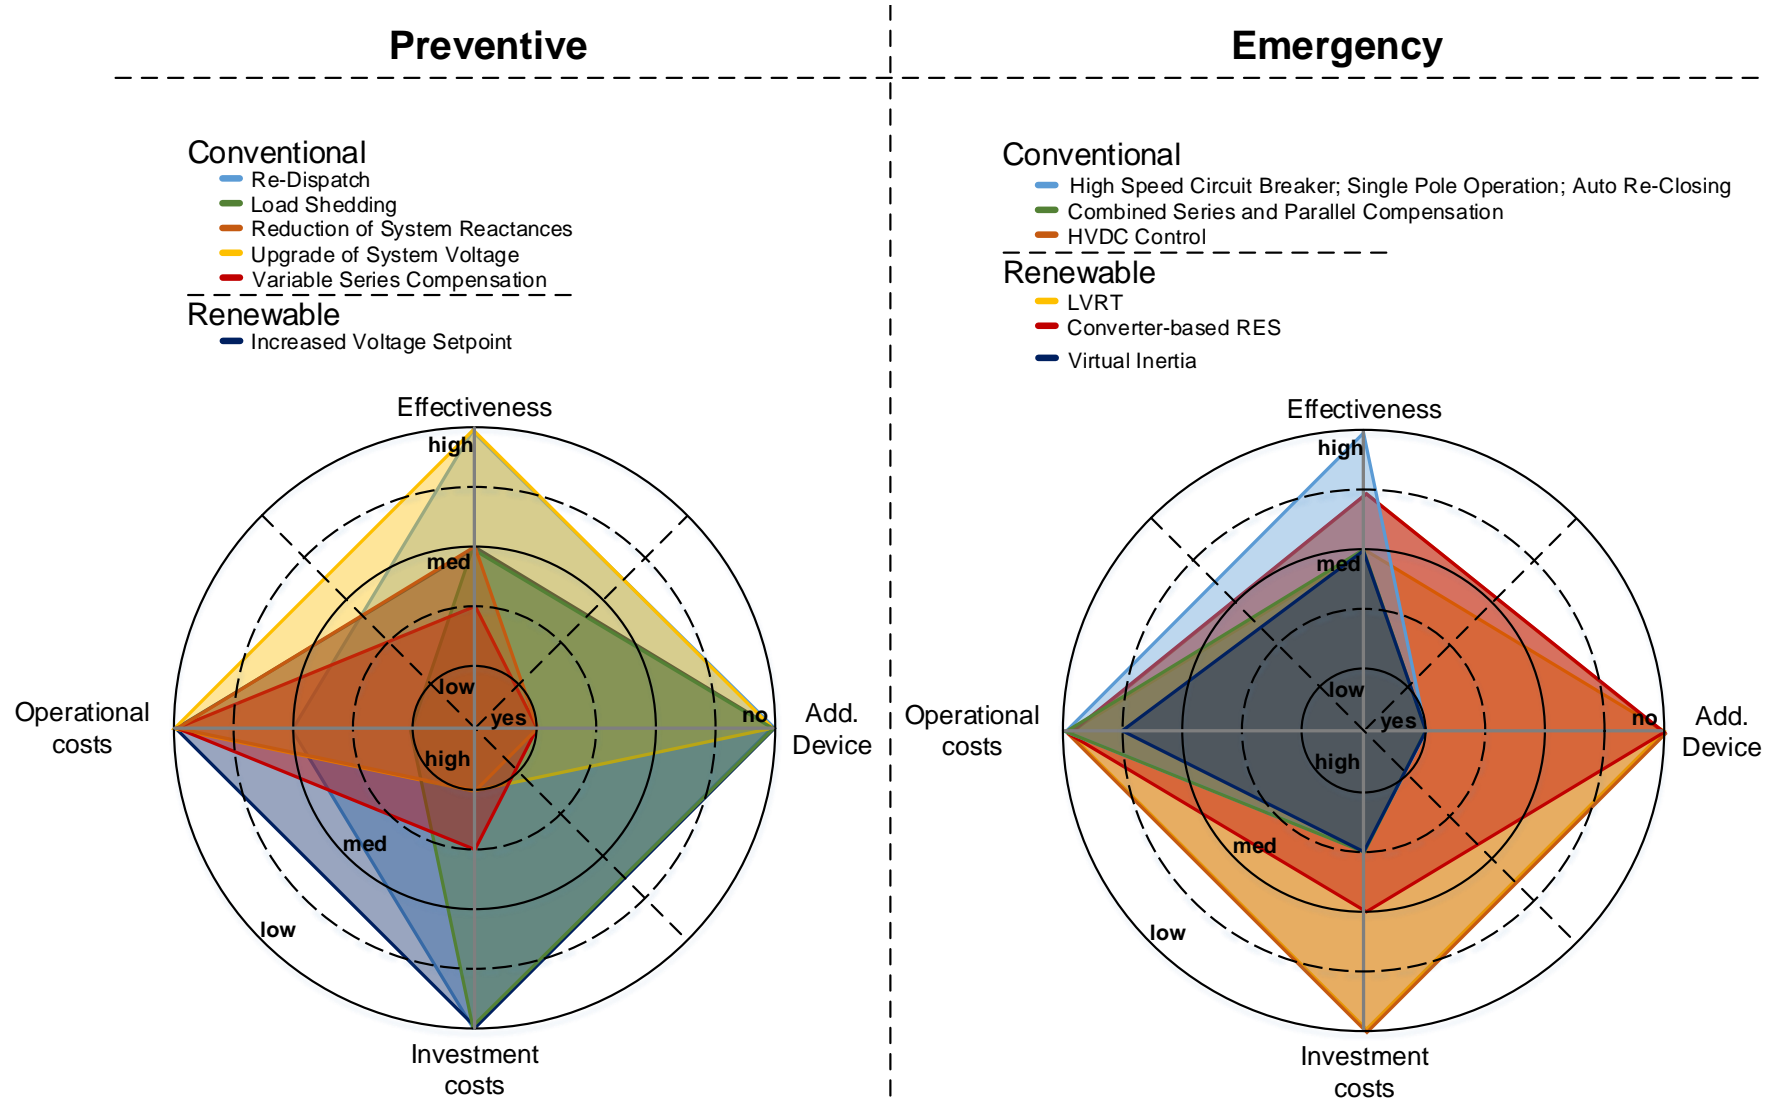 Preventive
Conventional
Re-Dispatch
Load Shedding
Reduction of System Reactances
Upgrade of System Voltage
Variable Series Compensation
Renewable
Increased Voltage Setpoint
Effectiveness
high
med
low
yes
no
Add.
Device
Operational
costs
high
med
low
Investment
costs
Emergency
Conventional
High Speed Circuit Breaker; Single Pole Operation; Auto Re-Closing
Combined Series and Parallel Compensation
HVDC Control
Renewable
LVRT
Converter-based RES
Virtual Inertia
Effectiveness
high
med
low
yes
no
Add.
Device
Operational
costs
high
med
low
Investment
costs